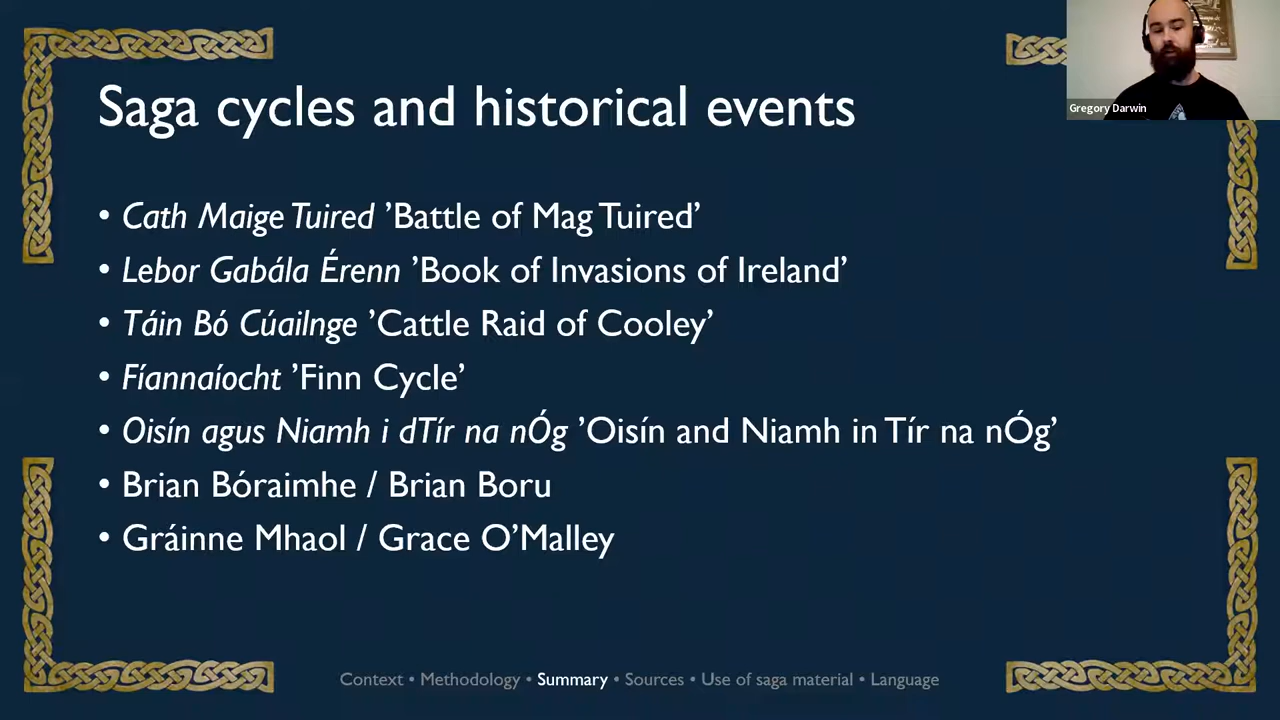 Gregory Darwin
Saga cycles and historical events
• Cath Maige Tuired ’Battle of Mag Tuired’
• Lebor Gabála Érenn ’Book of Invasions of Ireland’
• Táin Bó Cúailnge ’Cattle Raid of Cooley’
• Fíannaíocht ’Finn Cycle’
• Oisín agus Niamh i dTír na nÓg ’Oisín and Niamh in Tír na nÓg’
• Brian Bóraimhe / Brian Boru
• Gráinne Mhaol / Grace O’Malley
Context • Methodology • Summary • Sources • Use of saga material • Language